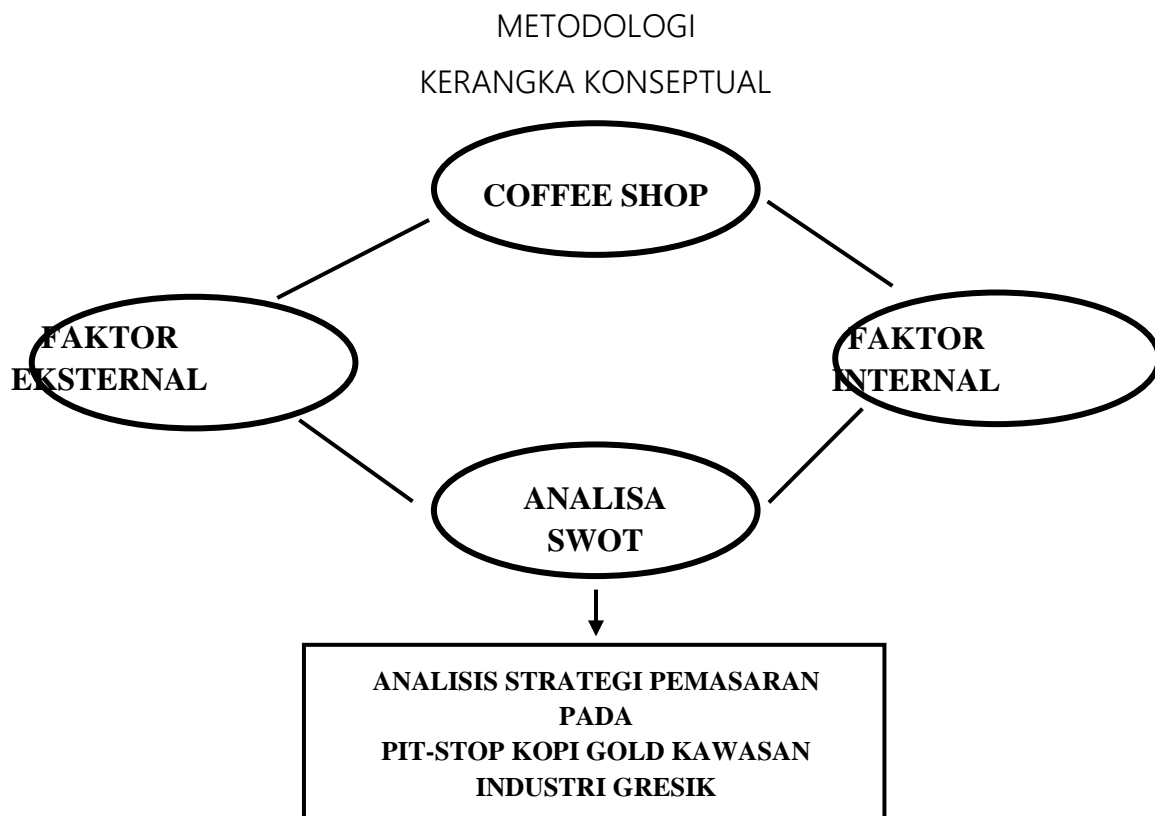 METODOLOGI
KERANGKA KONSEPTUAL
COFFEE SHOP
FAKTOR
EKSTERNAL
FAKTOR
INTERNAL
ANALISA
SWOT
ANALISIS STRATEGI PEMASARAN
PADA
PIT-STOP KOPI GOLD KAWASAN
INDUSTRI GRESIK